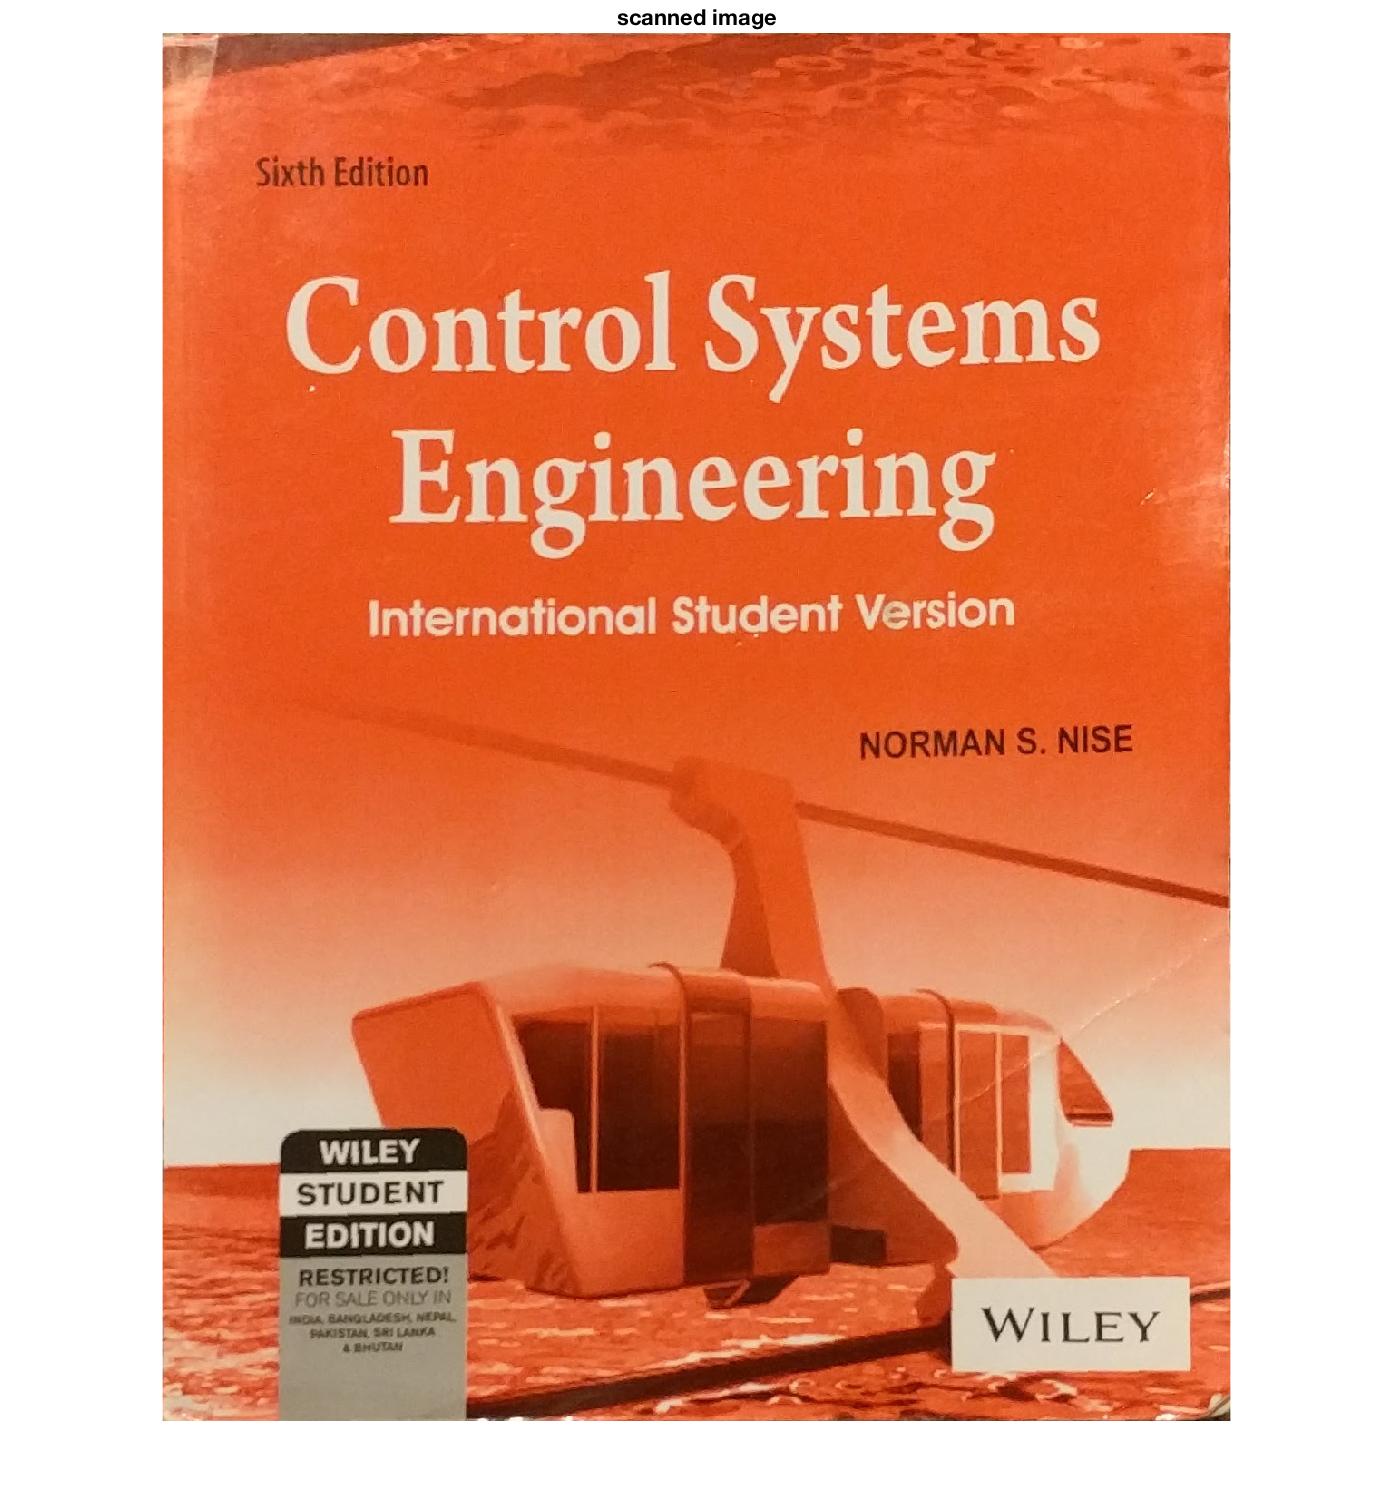 scanned image
Sixth Edition
Control Systems
Engineering
International Student Version
NORMAN S. NISE
WILEY
STUDENT
EDITION
RESTRICTED!
FOR SALE ONLY IN
INDIA, BANGLADESH, NEPAL,
PAKISTAN, SRI LANKA
& BHUTAN
WILEY